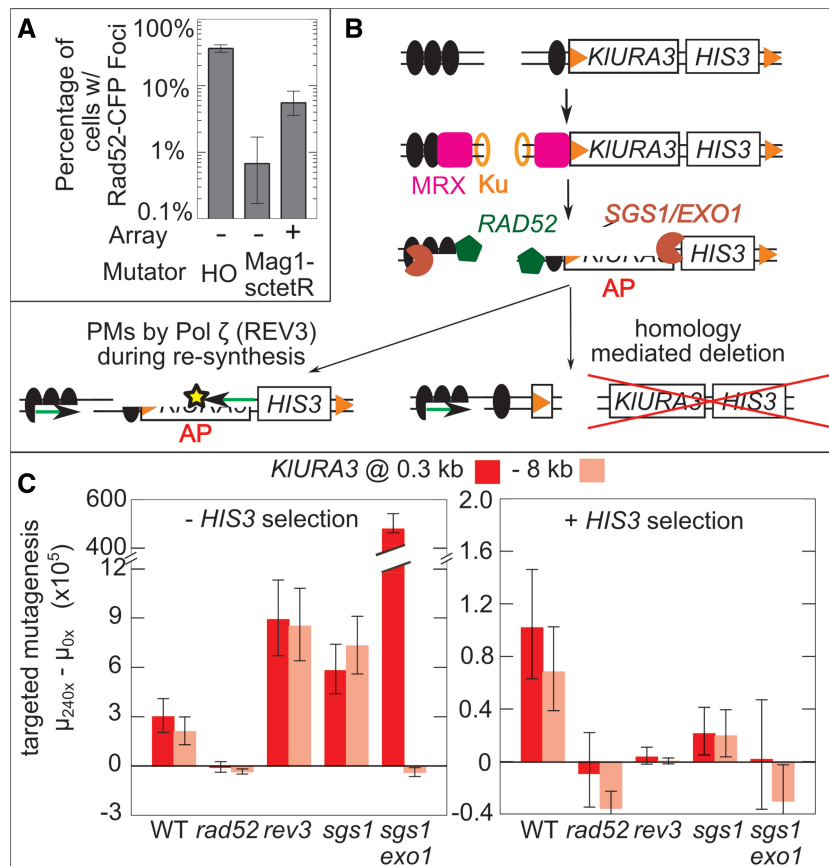 A
Percentage of
cells w/
Rad52-CFP Foci
100%
10%
1%
0.1%
Array - - +
Mutator HO Mag1-
sctetR
B
KlURA3 HIS3
KlURA3 HIS3
MRX Ku
RAD52 SGS1/EXO1
HIS3
AP
PMs by Pol ζ (REV3)
during re-synthesis
homology
mediated deletion
HIS3
AP
KlURA3 HIS3
C
KlURA3 @ 0.3 kb - 8 kb
targeted mutagenesis
μ240x - μ0x (x10⁵)
- HIS3 selection
600
400
12
9
6
3
0
-3
WT rad52 rev3 sgs1 sgs1
exo1
+ HIS3 selection
2.0
1.6
1.2
0.8
0.4
0
-0.4
WT rad52 rev3 sgs1 sgs1
exo1